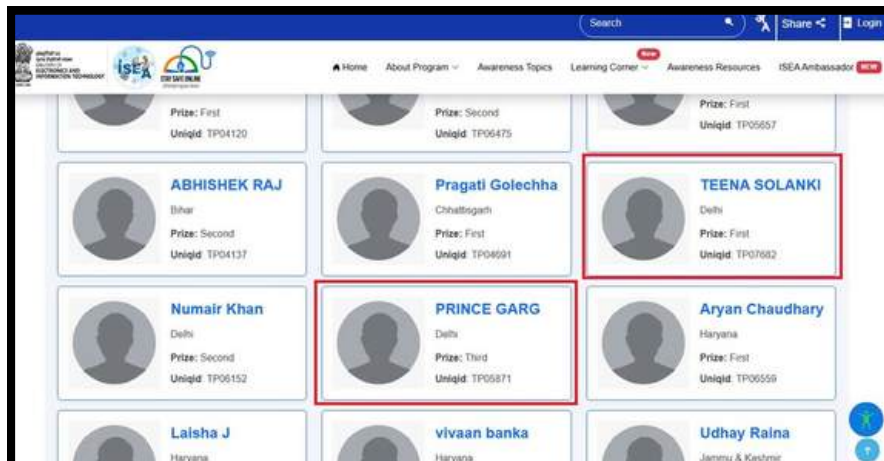 Search
Share
Login
ISEA
STAY SAFE ONLINE
Home
About Program
Awareness Topics
New
Learning Corner
Awareness Resources
ISEA Ambassador NEW
Prize: First
Uniqid: TP04120
Prize: Second
Uniqid: TP06475
Prize: First
Uniqid: TP05657
ABHISHEK RAJ
Bihar
Prize: Second
Uniqid: TP04137
Pragati Golechha
Chhattisgarh
Prize: First
Uniqid: TP04691
TEENA SOLANKI
Delhi
Prize: First
Uniqid: TP07682
Numair Khan
Delhi
Prize: Second
Uniqid: TP06152
PRINCE GARG
Delhi
Prize: Third
Uniqid: TP05871
Aryan Chaudhary
Haryana
Prize: First
Uniqid: TP06559
Laisha J
Haryana
vivaan banka
Haryana
Udhay Raina
Jammu & Kashmir